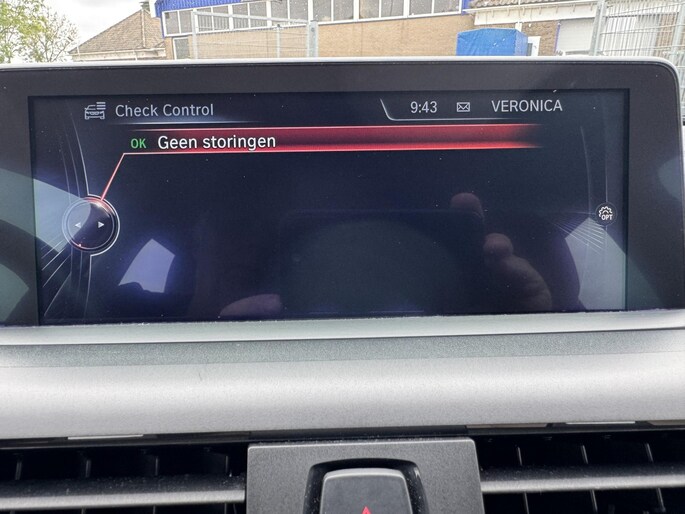 Check Control
9:43 VERONICA
OK Geen storingen
OPT